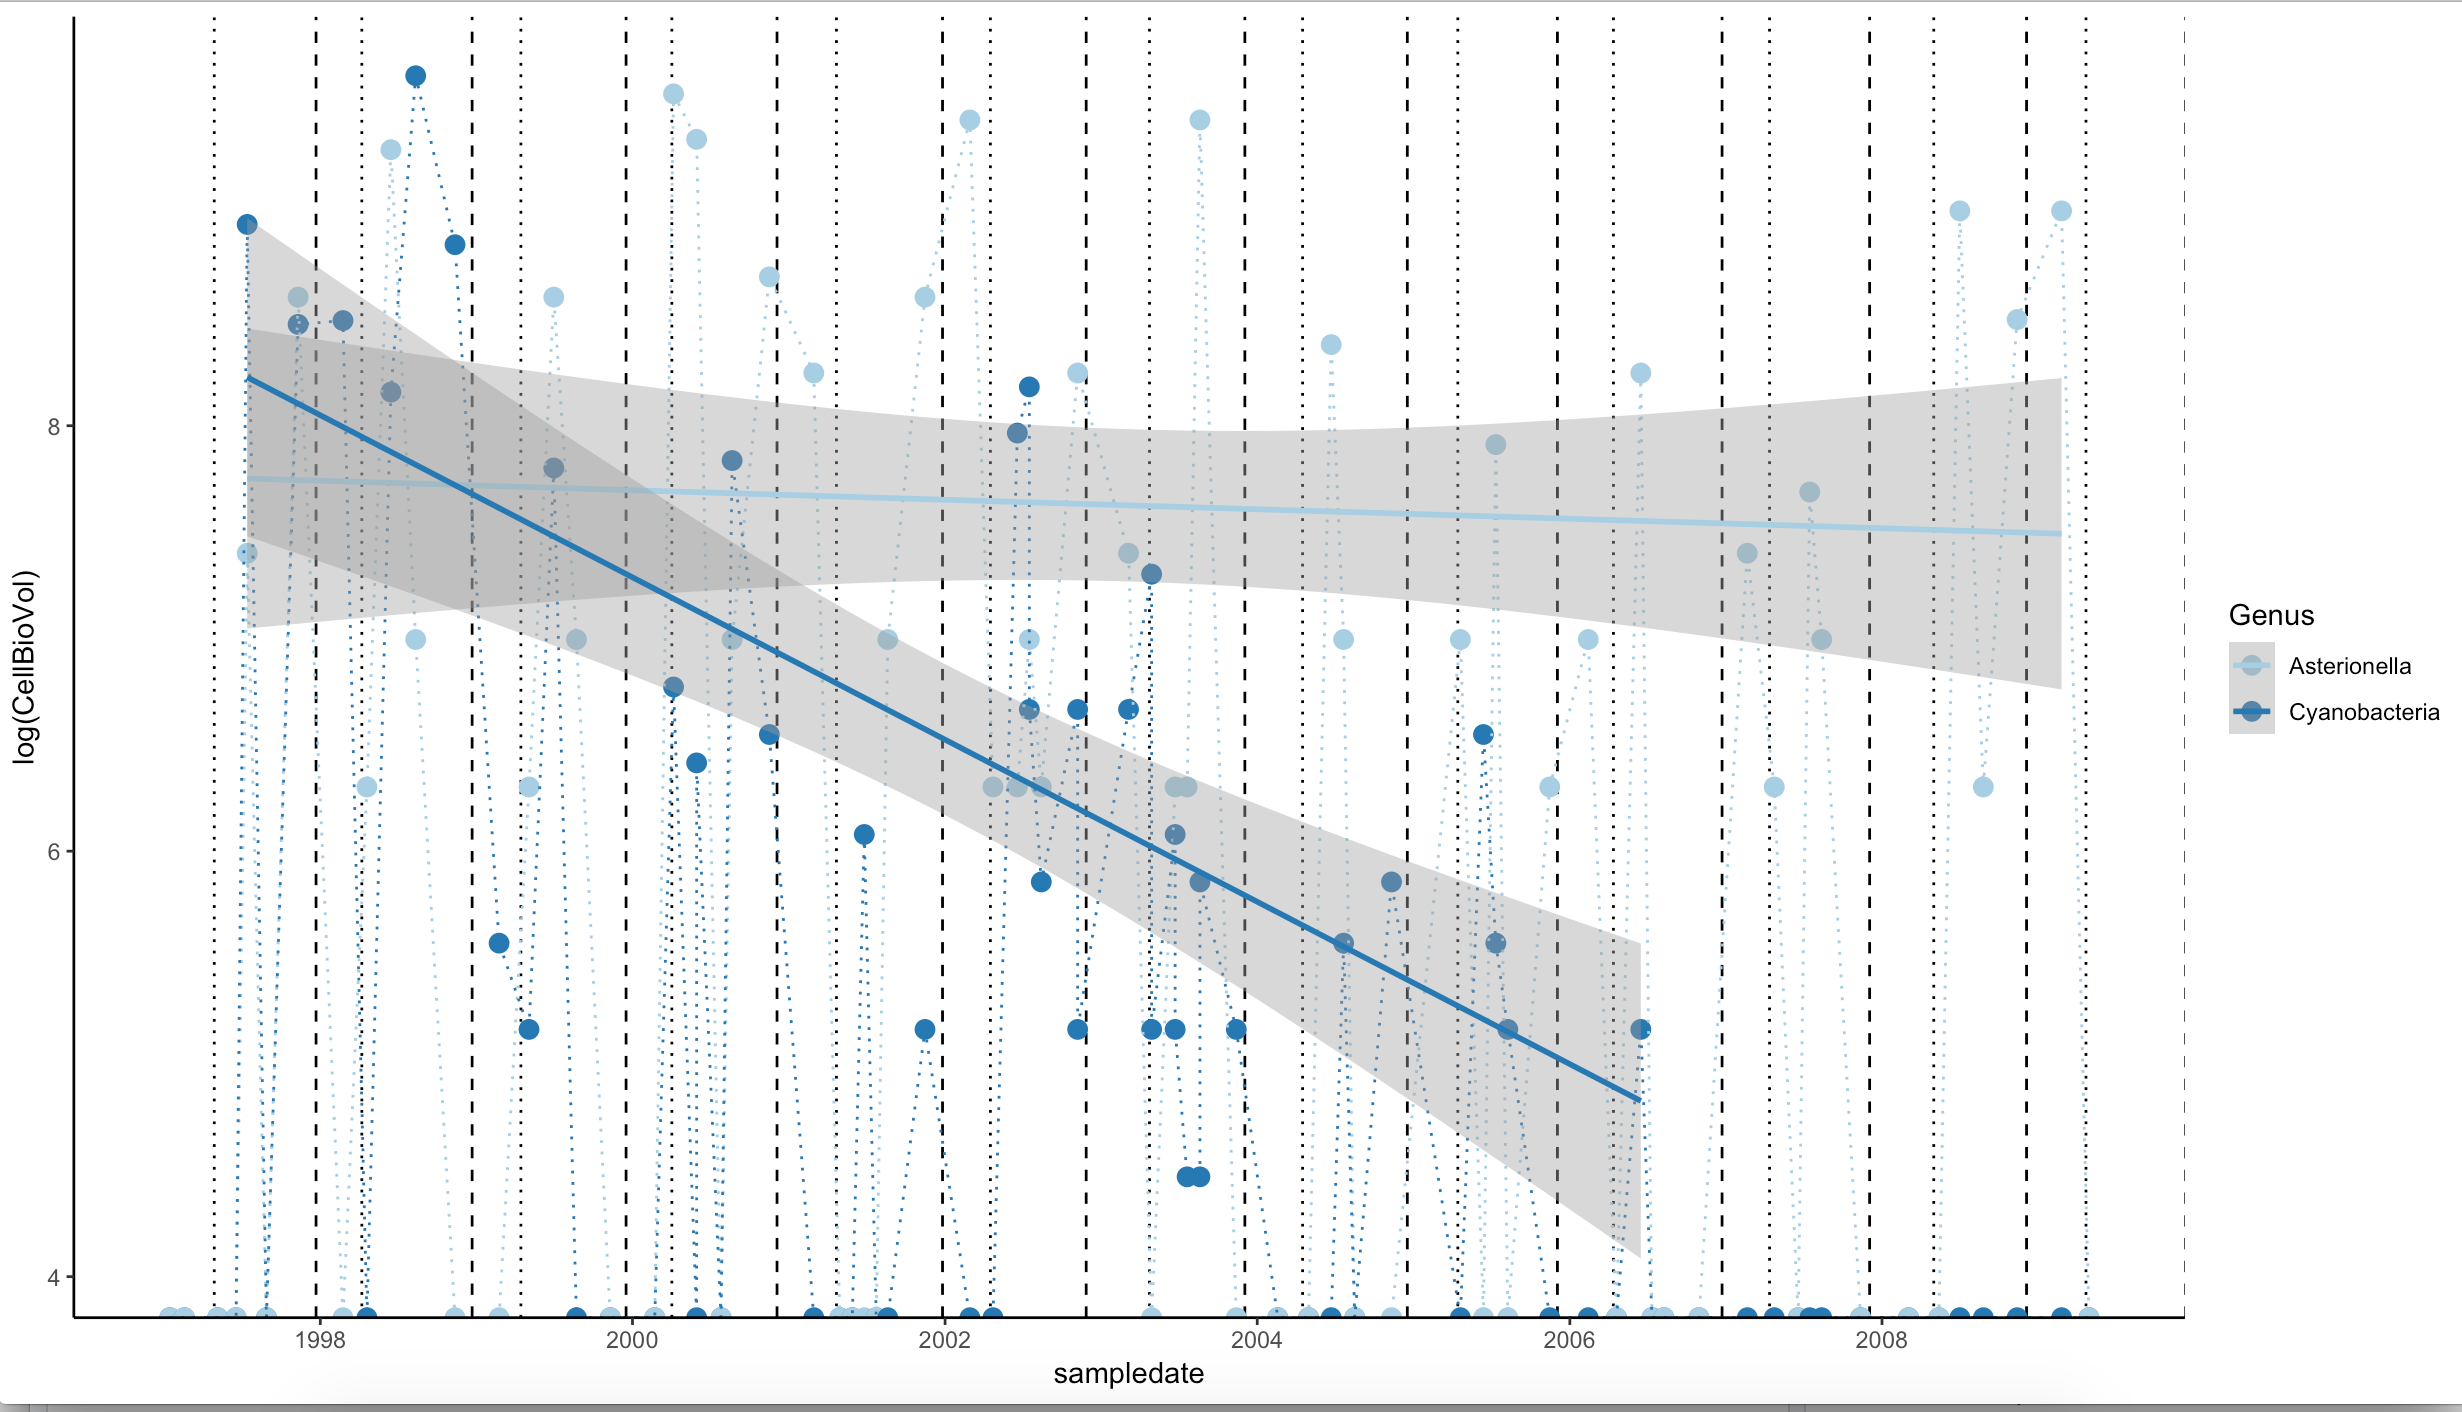 log(CellBioVol)
8
6
4
1998 2000 2002 2004 2006 2008
sampledate
Genus
Asterionella
Cyanobacteria